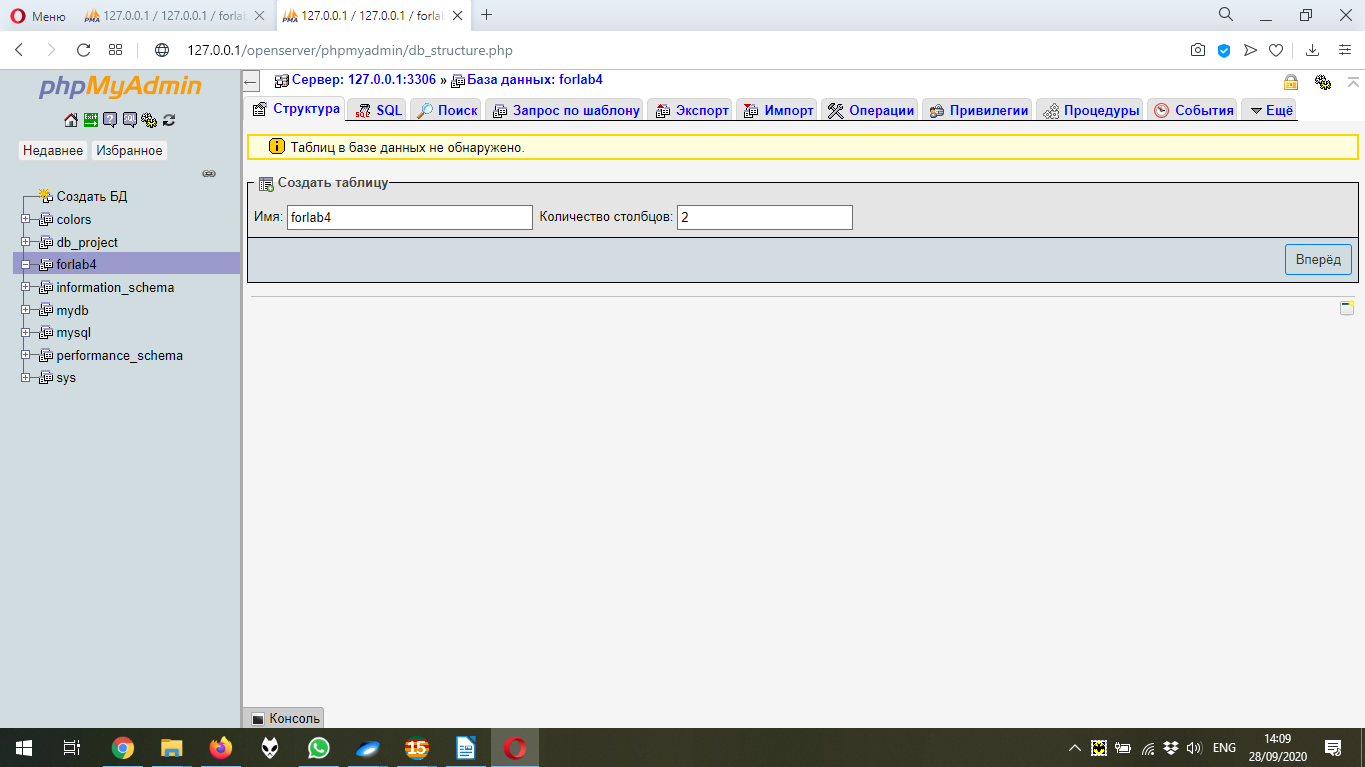 Меню
127.0.0.1 / 127.0.0.1 / forla
127.0.0.1 / 127.0.0.1 / forla
127.0.0.1/openserver/phpmyadmin/db_structure.php
phpMyAdmin
Недавнее Избранное
Создать БД
colors
db_project
forlab4
information_schema
mydb
mysql
performance_schema
sys
Сервер: 127.0.0.1:3306 » База данных: forlab4
Структура SQL Поиск Запрос по шаблону Экспорт Импорт Операции Привилегии Процедуры События Ещё
Таблиц в базе данных не обнаружено.
Создать таблицу
Имя: forlab4 Количество столбцов: 2
Вперёд
Консоль
15
ENG
14:09
28/09/2020